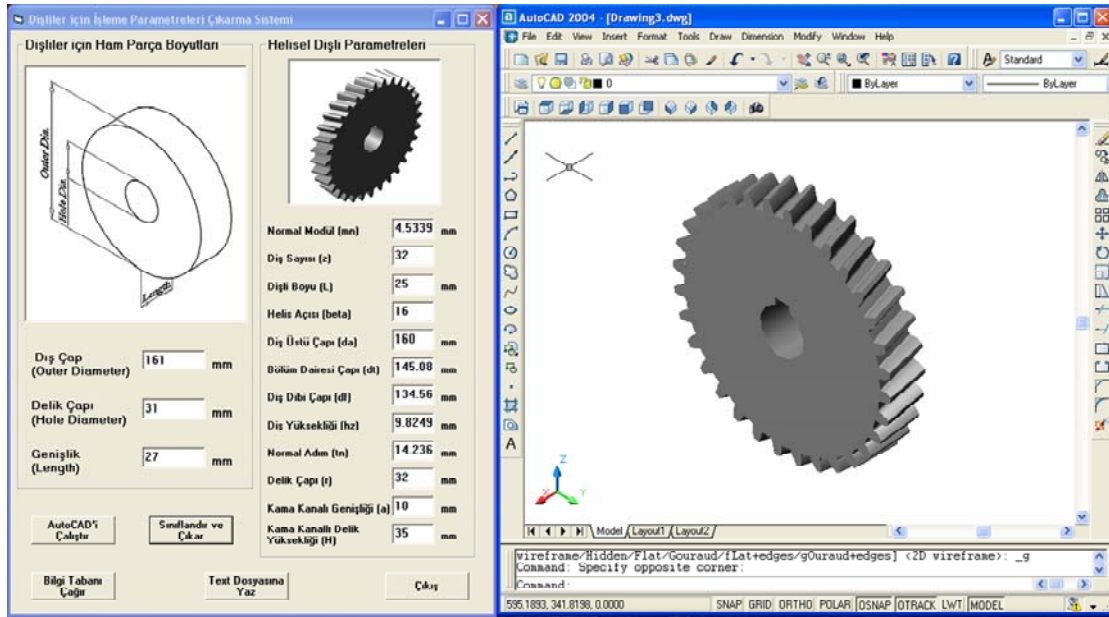 Dişliler için İşleme Parametreleri Çıkarma Sistemi
Dişliler için Ham Parça Boyutları
Outer Dia.
Hole Dia.
Length
Dış Çap
(Outer Diameter)
161 mm
Delik Çapı
(Hole Diameter)
31 mm
Genişlik
(Length)
27 mm
Helisel Dişli Parametreleri
Normal Modül (mn) 4.5339 mm
Diş Sayısı (z) 32
Dişli Boyu (L) 25 mm
Helis Açısı (beta) 16
Diş Üstü Çapı (da) 160 mm
Bölüm Dairesi Çapı (dt) 145.08 mm
Diş Dibi Çapı (df) 134.56 mm
Diş Yüksekliği (hz) 9.8249 mm
Normal Adım (tn) 14.236 mm
Delik Çapı (r) 32 mm
Kama Kanalı Genişliği (a) 10 mm
Kama Kanallı Delik
Yüksekliği (H) 35 mm
AutoCAD'i
Çalıştır
Sınıflandır ve
Çıkar
Bilgi Tabanı
Çağır
Text Dosyasına
Yaz
Çıkış
AutoCAD 2004 - [Drawing3.dwg]
File Edit View Insert Format Tools Draw Dimension Modify Window Help
Standard
0 ByLayer ByLayer
A
Z
X
Y
Model Layout1 Layout2
wireframe/Hidden/Flat/Gouraud/fLat+edges/gOuraud+edges] <2D wireframe>: _g
Command: Specify opposite corner:
Command:
595.1893, 341.8198, 0.0000 SNAP GRID ORTHO POLAR OSNAP OTRACK LWT MODEL